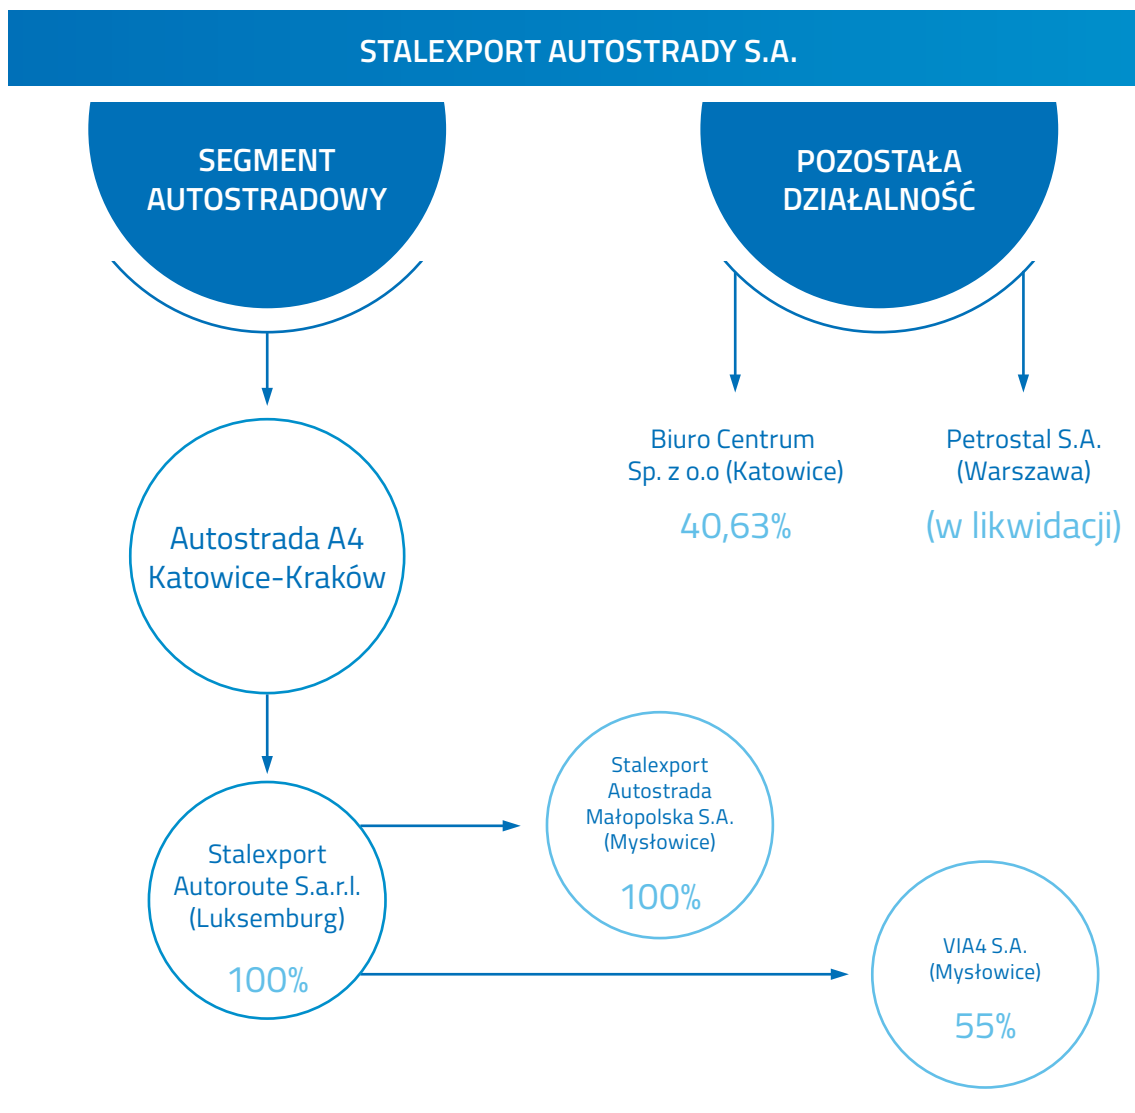 STALEXPORT AUTOSTRADY S.A.
SEGMENT
AUTOSTRADOWY
POZOSTAŁA
DZIAŁALNOŚĆ
Biuro Centrum
Sp. z o.o (Katowice)
40,63%
Petrostal S.A.
(Warszawa)
(w likwidacji)
Autostrada A4
Katowice-Kraków
Stalexport
Autoroute S.a.r.l.
(Luksemburg)
100%
Stalexport
Autostrada
Małopolska S.A.
(Mysłowice)
100%
VIA4 S.A.
(Mysłowice)
55%